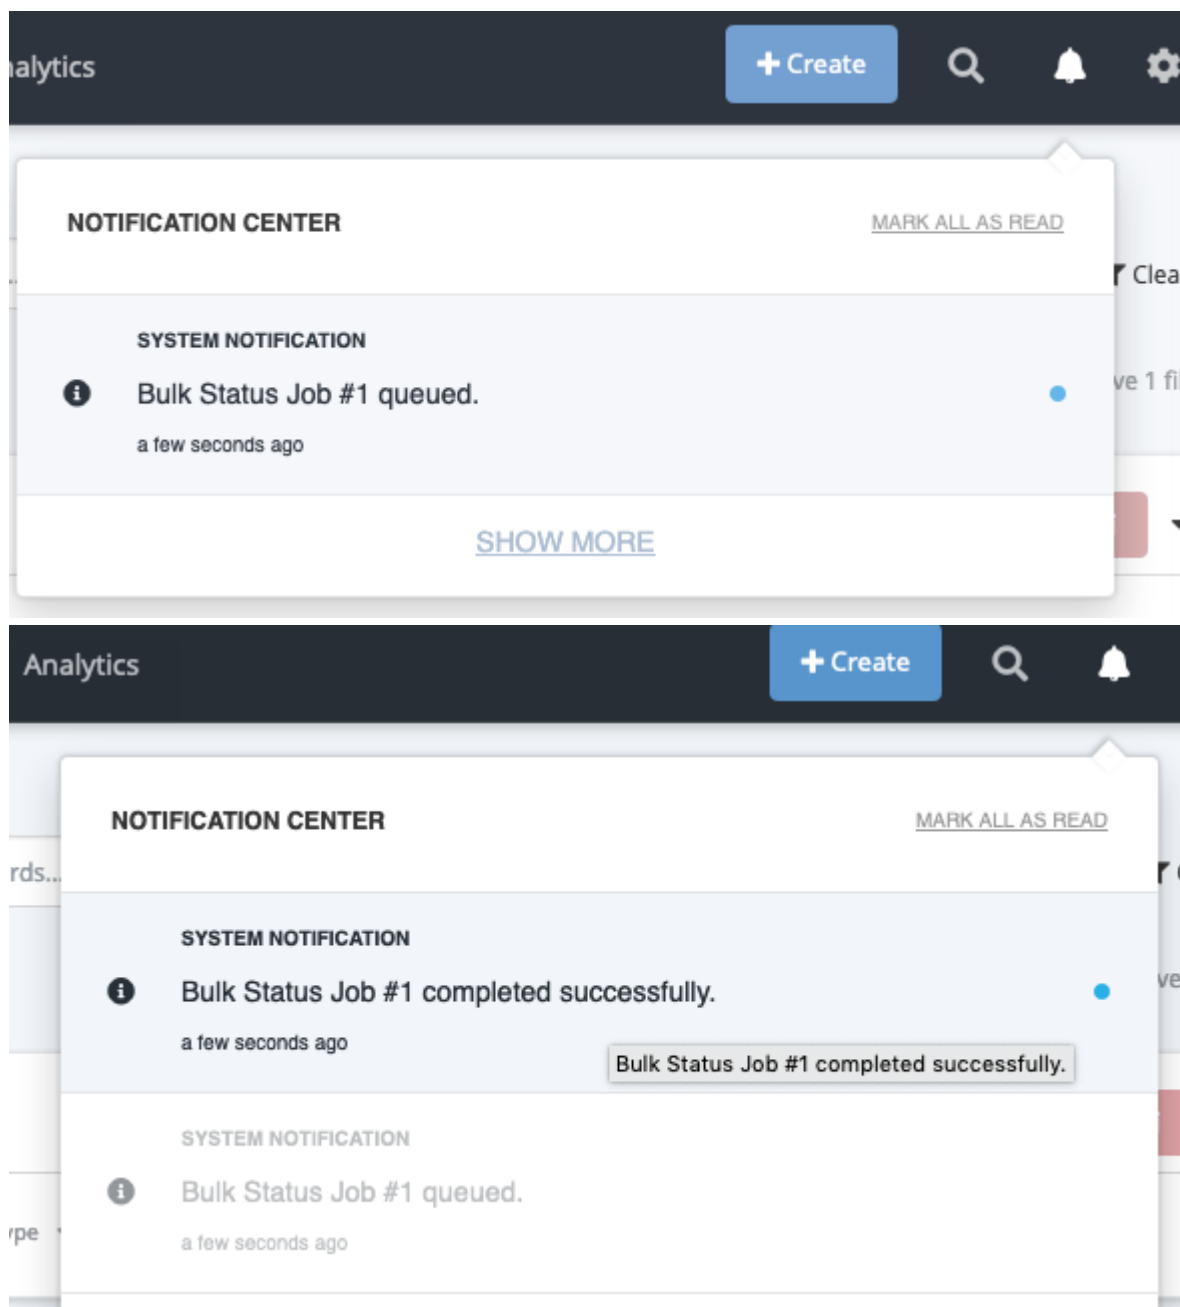 alytics
+ Create
NOTIFICATION CENTER
MARK ALL AS READ
Clea
SYSTEM NOTIFICATION
Bulk Status Job #1 queued.
ve 1 fi
a few seconds ago
SHOW MORE
Analytics
+ Create
NOTIFICATION CENTER
MARK ALL AS READ
rds...
SYSTEM NOTIFICATION
Bulk Status Job #1 completed successfully.
ve
a few seconds ago
Bulk Status Job #1 completed successfully.
SYSTEM NOTIFICATION
Bulk Status Job #1 queued.
ype
a few seconds ago